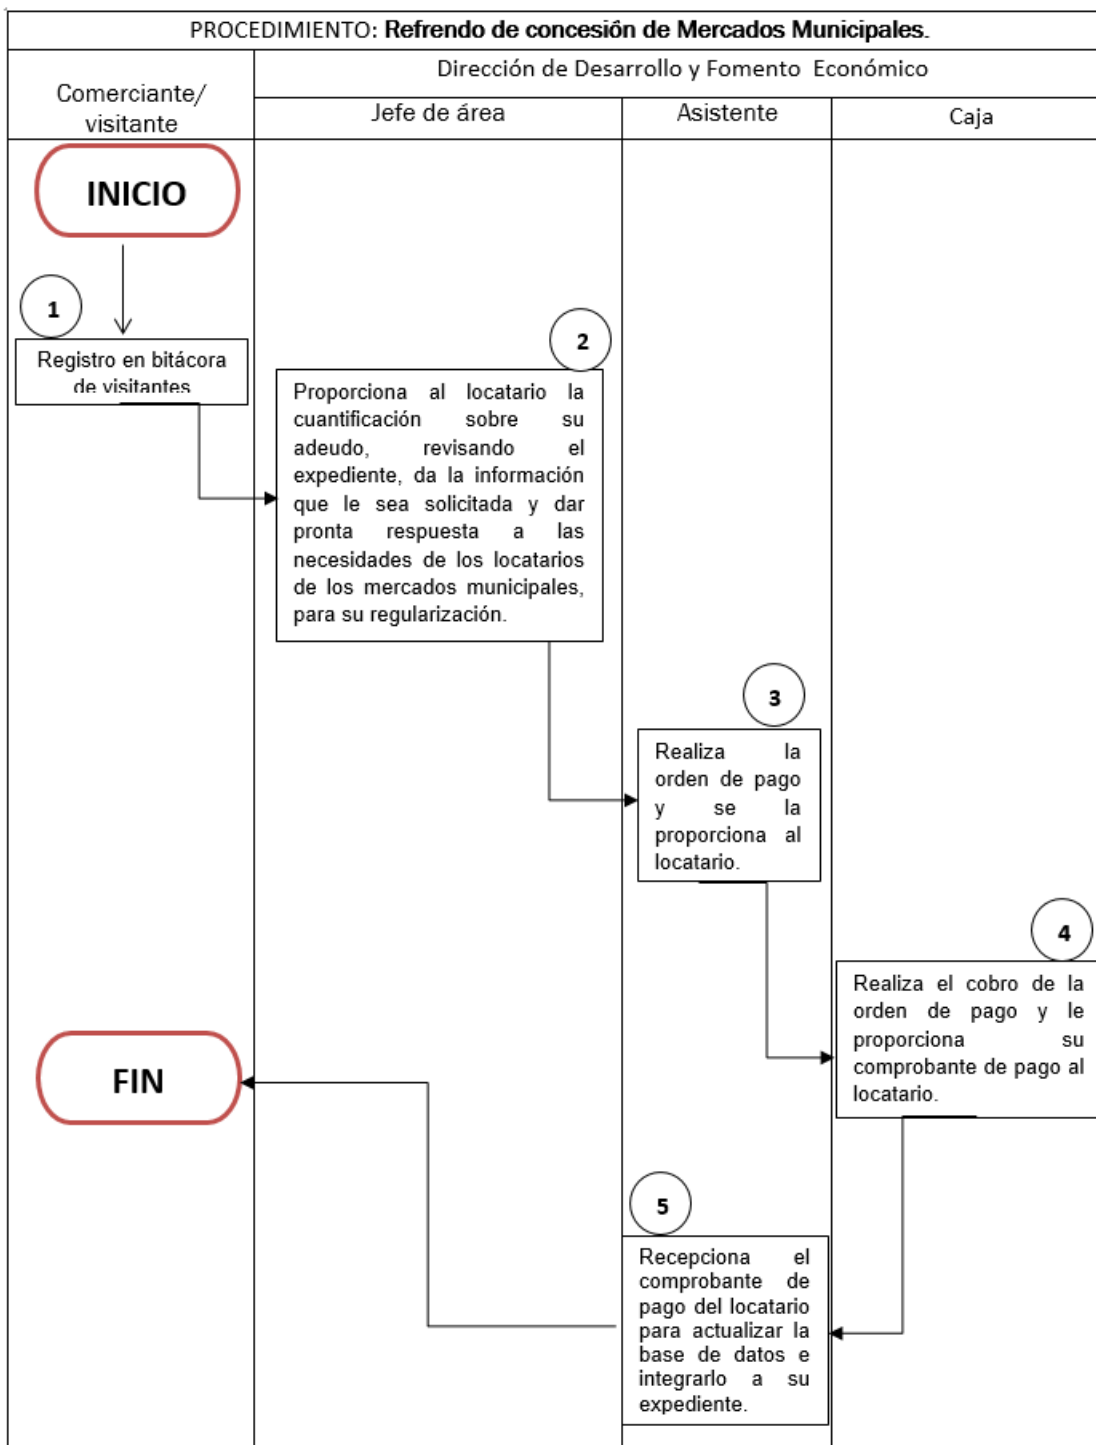 PROCEDIMIENTO: Refrendo de concesión de Mercados Municipales.
Comerciante/
visitante
Dirección de Desarrollo y Fomento Económico
Jefe de área
Asistente
Caja
INICIO
1
Registro en bitácora
de visitantes
2
Proporciona al locatario la
cuantificación sobre su
adeudo, revisando el
expediente, da la información
que le sea solicitada y dar
pronta respuesta a las
necesidades de los locatarios
de los mercados municipales,
para su regularización.
3
Realiza la
orden de pago
y se la
proporciona al
locatario.
4
Realiza el cobro de la
orden de pago y le
proporciona su
comprobante de pago al
locatario.
FIN
5
Recepciona el
comprobante de
pago del locatario
para actualizar la
base de datos e
integrarlo a su
expediente.